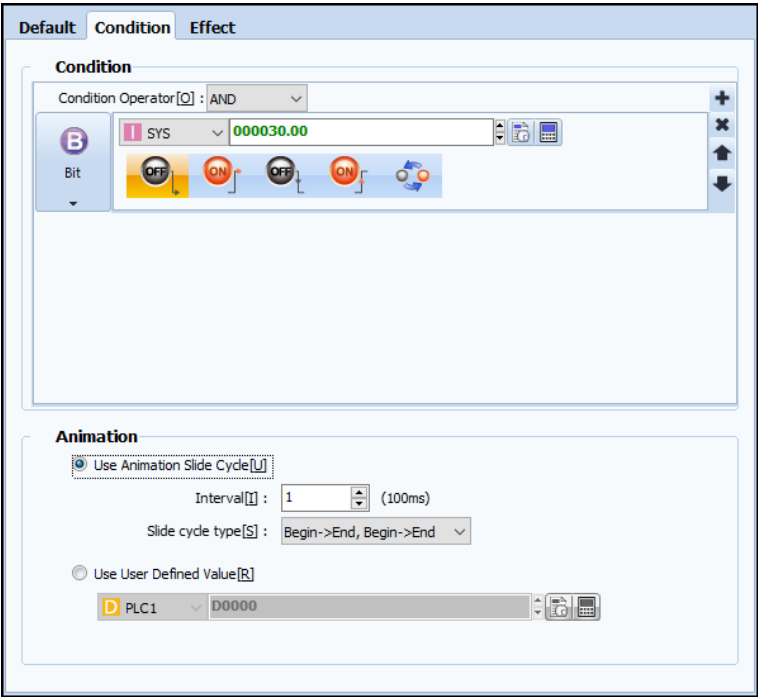 Default Condition Effect
Condition
Condition Operator[O] : AND
B
Bit
I SYS 000030.00
OFF ON OFF ON
Animation
Use Animation Slide Cycle[U]
Interval[I] : 1 (100ms)
Slide cycle type[S] : Begin->End, Begin->End
Use User Defined Value[R]
D PLC1 D0000